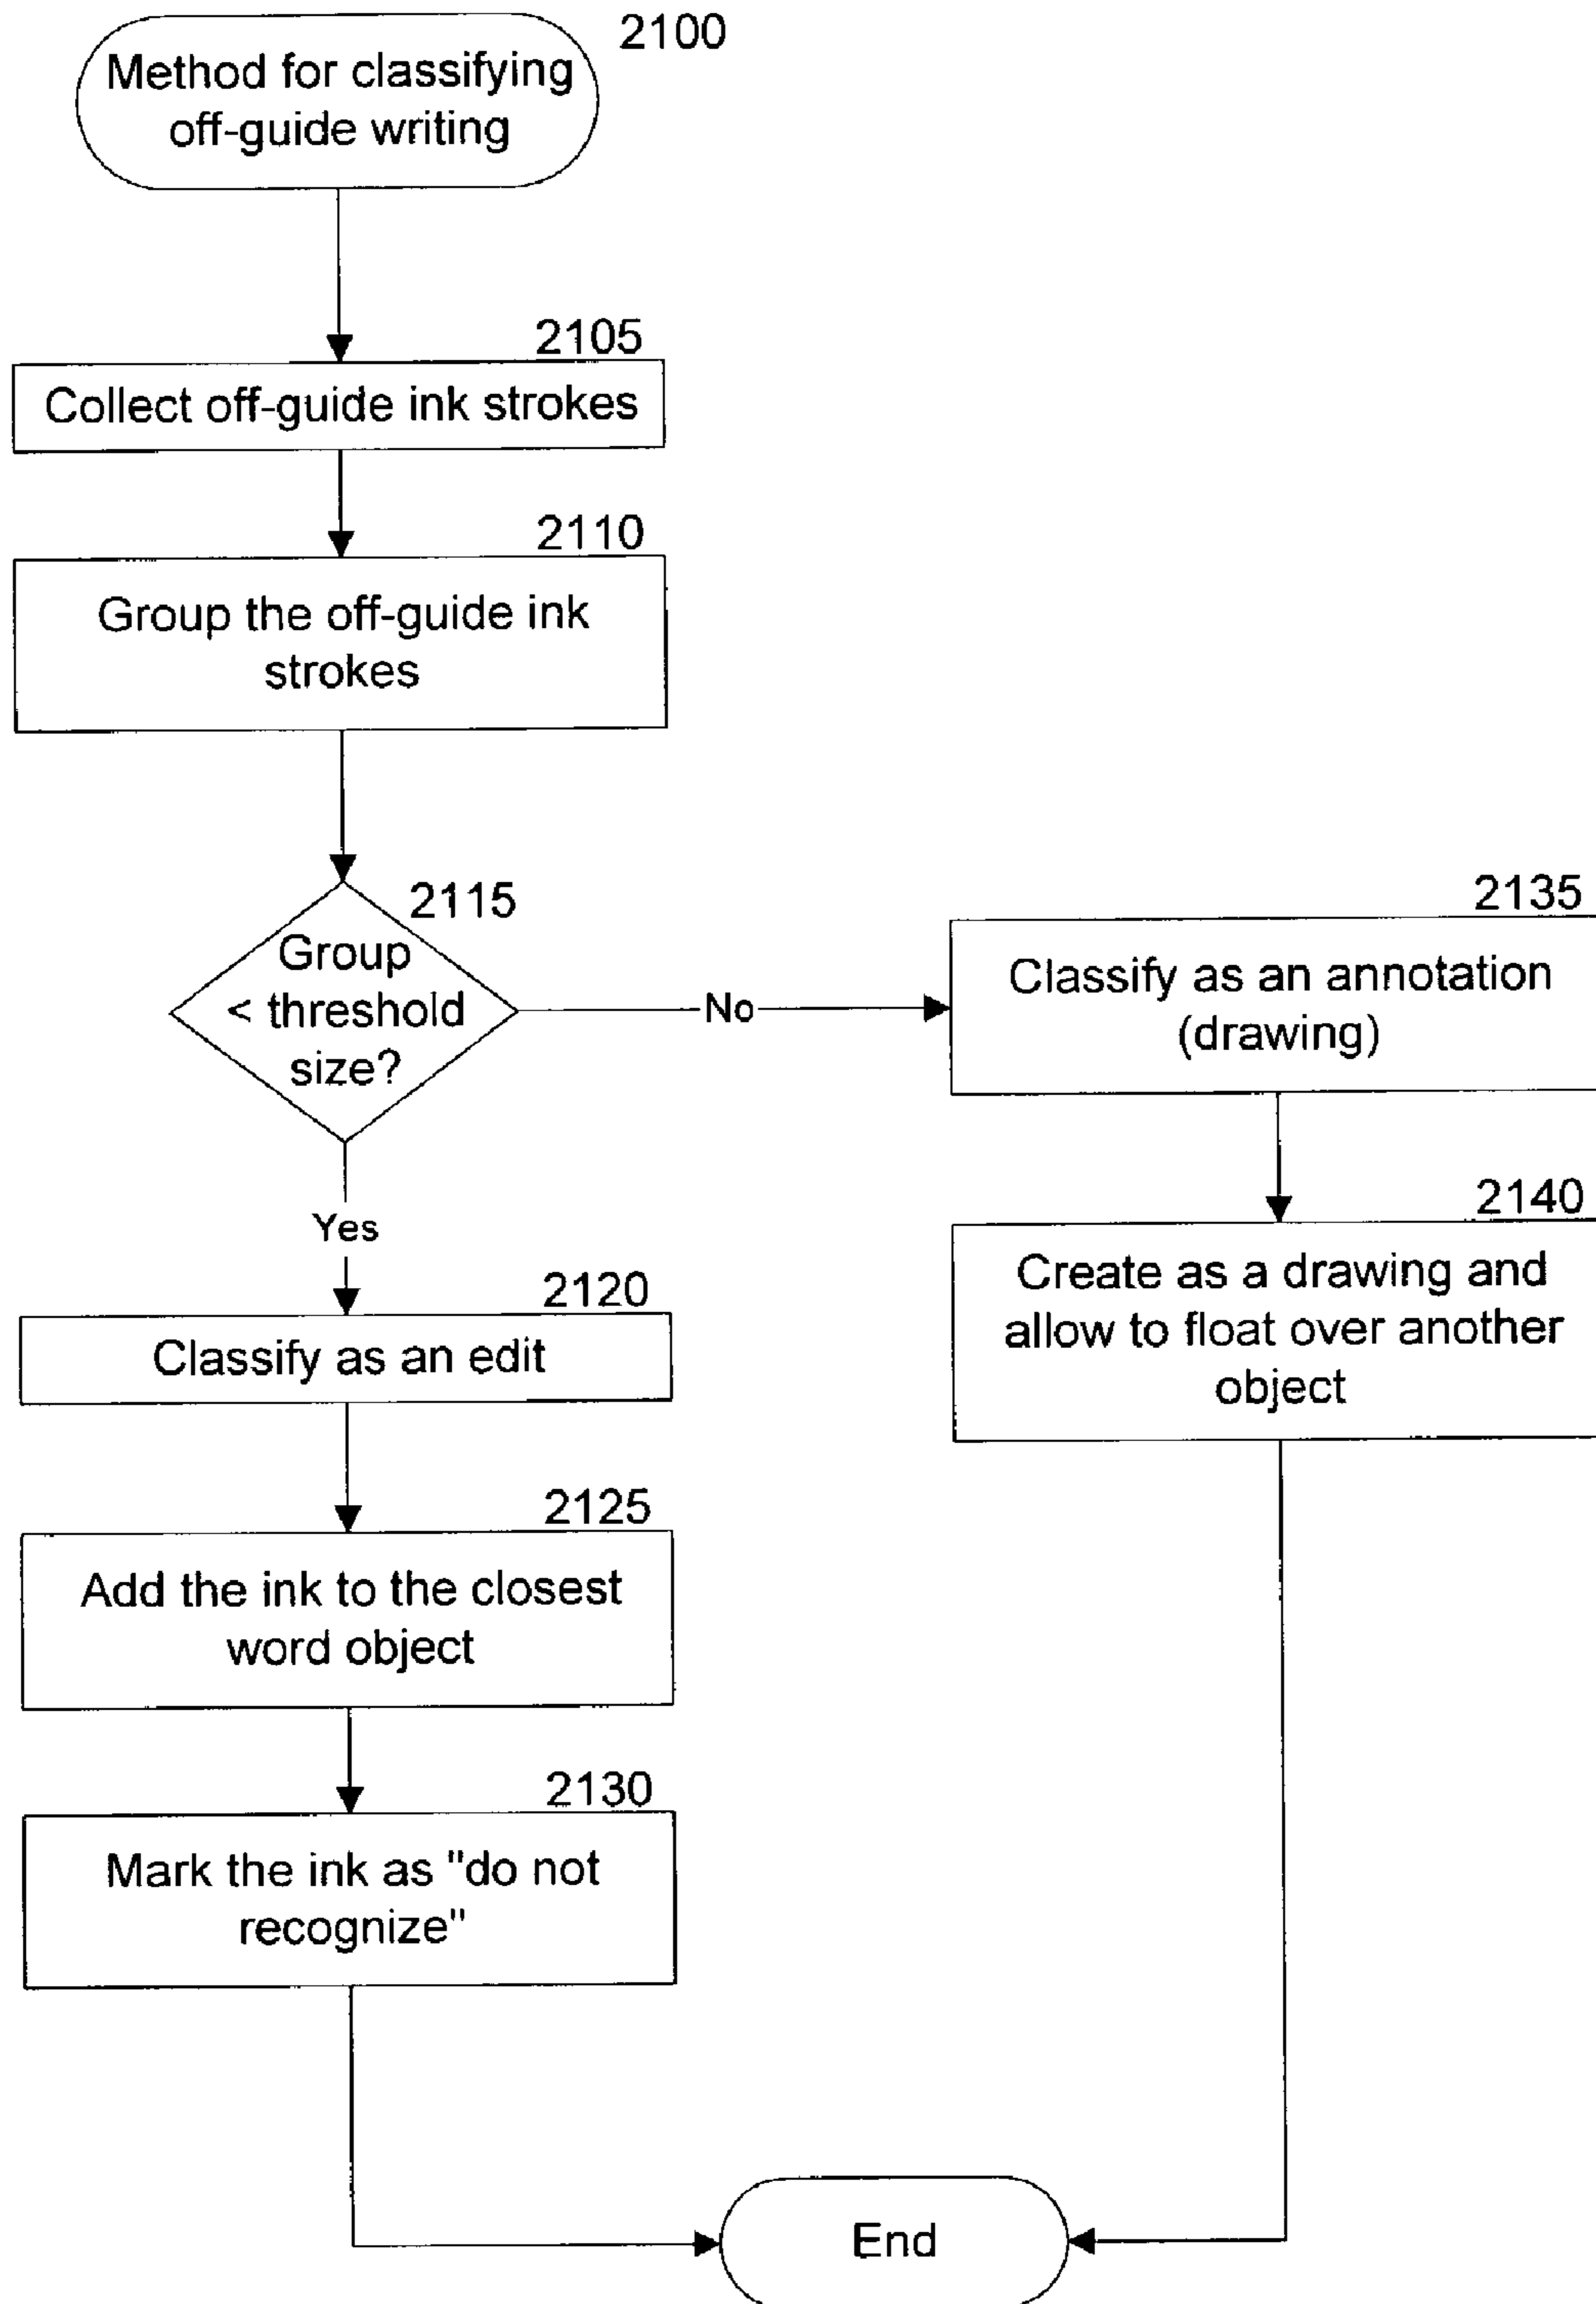 2100
Method for classifying
off-guide writing
2105
Collect off-guide ink strokes
2110
Group the off-guide ink
strokes
2115
Group
< threshold
size?
No
2135
Classify as an annotation
(drawing)
2140
Create as a drawing and
allow to float over another
object
Yes
2120
Classify as an edit
2125
Add the ink to the closest
word object
2130
Mark the ink as "do not
recognize"
End